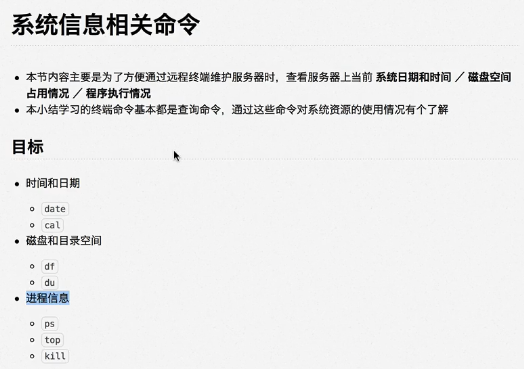 系统信息相关命令
本节内容主要是为了方便通过远程终端维护服务器时，查看服务器上当前 系统日期和时间 ／ 磁盘空间
占用情况 ／ 程序执行情况
本小结学习的终端命令基本都是查询命令，通过这些命令对系统资源的使用情况有个了解
目标
时间和日期
date
cal
磁盘和目录空间
df
du
进程信息
ps
top
kill